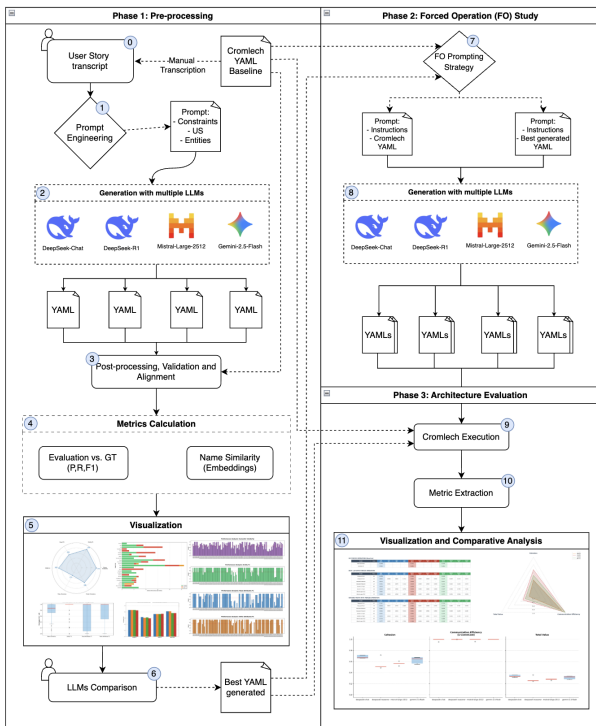 Phase 1: Pre-processing
0
User Story
transcript
Manual
Transcription
Cromlech
YAML
Baseline
1
Prompt
Engineering
Prompt:
- Constraints
- US
- Entities
2
Generation with multiple LLMs
DeepSeek-Chat
DeepSeek-R1
Mistral-Large-2512
Gemini-2.5-Flash
YAML
YAML
YAML
YAML
3
Post-processing, Validation and
Alignment
4
Metrics Calculation
Evaluation vs. GT
(P,R,F1)
Name Similarity
(Embeddings)
5
Visualization
6
LLMs Comparison
Best YAML
generated
Phase 2: Forced Operation (FO) Study
7
FO Prompting
Strategy
Prompt:
- Instructions
- Cromlech
YAML
Prompt:
- Instructions
- Best generated
YAML
8
Generation with multiple LLMs
DeepSeek-Chat
DeepSeek-R1
Mistral-Large-2512
Gemini-2.5-Flash
YAMLs
YAMLs
YAMLs
YAMLs
Phase 3: Architecture Evaluation
9
Cromlech Execution
10
Metric Extraction
11
Visualization and Comparative Analysis